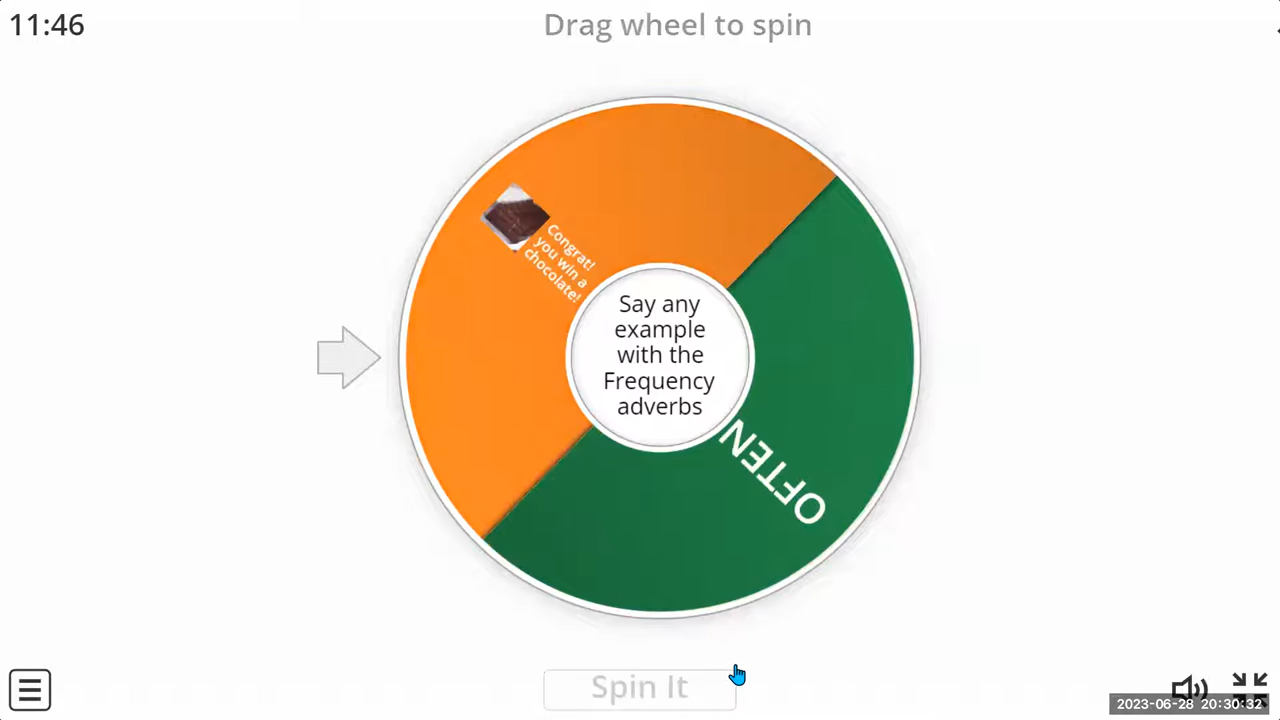 11:46
Drag wheel to spin
Congrat!
you win a
chocolate!
Say any
example
with the
Frequency
adverbs
OFTEN
Spin It
2023-06-28 20:30:32